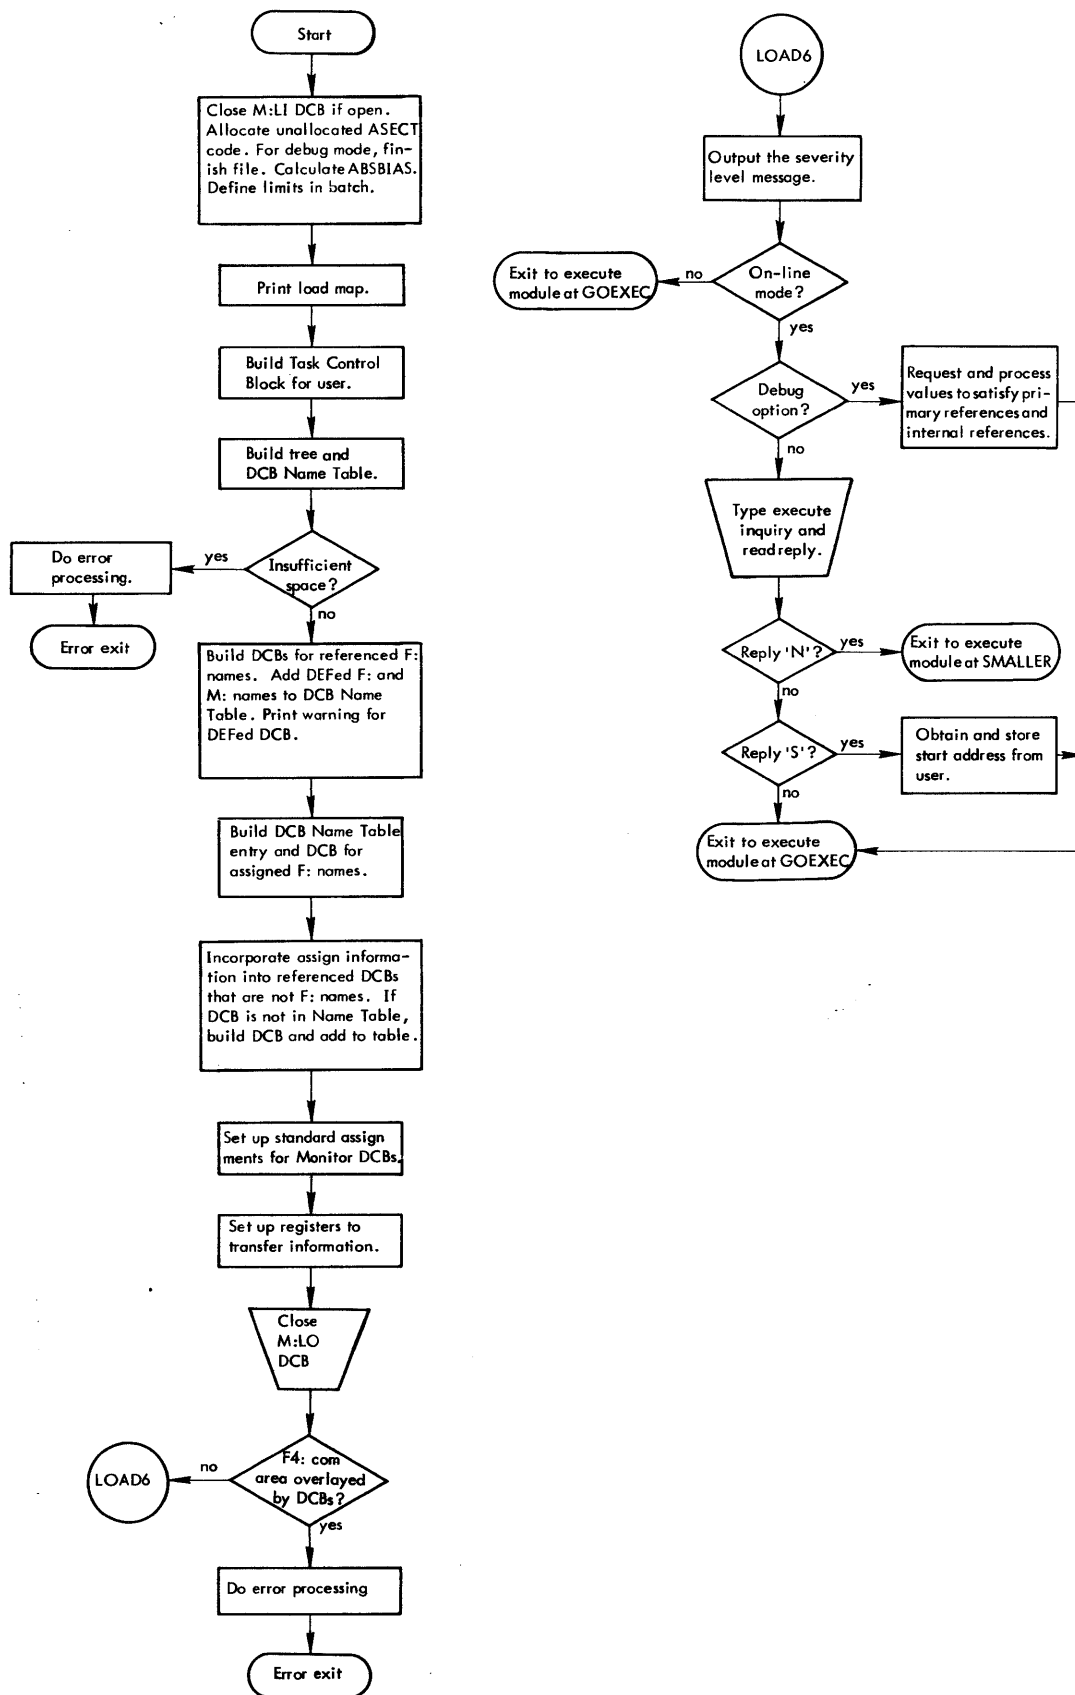 Start
Close M:LI DCB if open.
Allocate unallocated ASECT
code. For debug mode, fin-
ish file. Calculate ABSBIAS.
Define limits in batch.
Print load map.
Build Task Control
Block for user.
Build tree and
DCB Name Table.
Insufficient
space?
yes
Do error
processing.
Error exit
no
Build DCBs for referenced F:
names. Add DEFed F: and
M: names to DCB Name
Table. Print warning for
DEFed DCB.
Build DCB Name Table
entry and DCB for
assigned F: names.
Incorporate assign informa-
tion into referenced DCBs
that are not F: names. If
DCB is not in Name Table,
build DCB and add to table.
Set up standard assign
ments for Monitor DCBs.
Set up registers to
transfer information.
Close
M:LO
DCB
F4: com
area overlayed
by DCBs?
no
LOAD6
yes
Do error processing
Error exit
LOAD6
Output the severity
level message.
On-line
mode?
no
Exit to execute
module at GOEXEC
yes
Debug
option?
yes
Request and process
values to satisfy pri-
mary references and
internal references.
no
Type execute
inquiry and
read reply.
Reply 'N'?
yes
Exit to execute
module at SMALLER
no
Reply 'S'?
yes
Obtain and store
start address from
user.
no
Exit to execute
module at GOEXEC